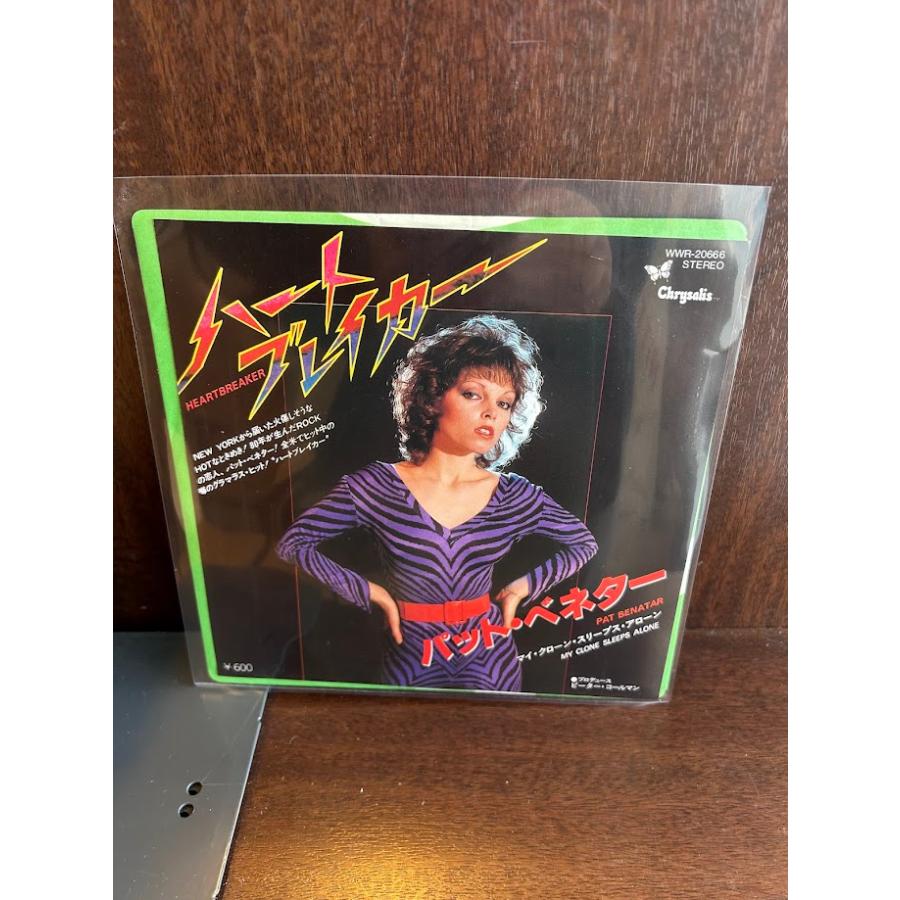 ハート
ブレイカー
HEARTBREAKER
WWR-20666
STEREO
Chrysalis
NEW YORKから届いた火傷しそうな
HOTなときめき！80年が生んだROCK
の恋人、パット・ベネター！全米でヒット中の
噂のグラマラス・ヒット！"ハートブレイカー"
パット・ベネター
PAT BENATAR
マイ・クローン・スリープス・アローン
MY CLONE SLEEPS ALONE
￥600
●プロデュース
ピーター・コールマン